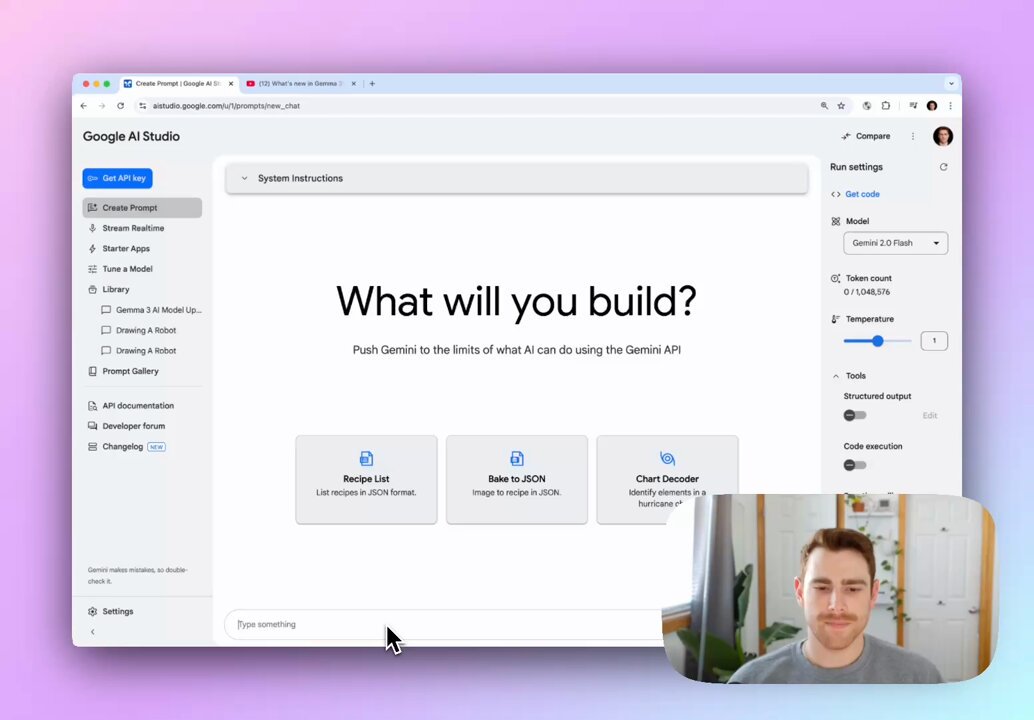 Create Prompt | Google AI St
(12) What's new in Gemma 3
aistudio.google.com/u/1/prompts/new_chat
Google AI Studio
Compare
Get API key
Create Prompt
Stream Realtime
Starter Apps
Tune a Model
Library
Gemma 3 AI Model Up...
Drawing A Robot
Drawing A Robot
Prompt Gallery
API documentation
Developer forum
Changelog NEW
Gemini makes mistakes, so double-
check it.
Settings
System Instructions
What will you build?
Push Gemini to the limits of what AI can do using the Gemini API
Recipe List
List recipes in JSON format.
Bake to JSON
Image to recipe in JSON.
Chart Decoder
Identify elements in a
hurricane
Type something
Run settings
Get code
Model
Gemini 2.0 Flash
Token count
0 / 1,048,576
Temperature
1
Tools
Structured output
Edit
Code execution